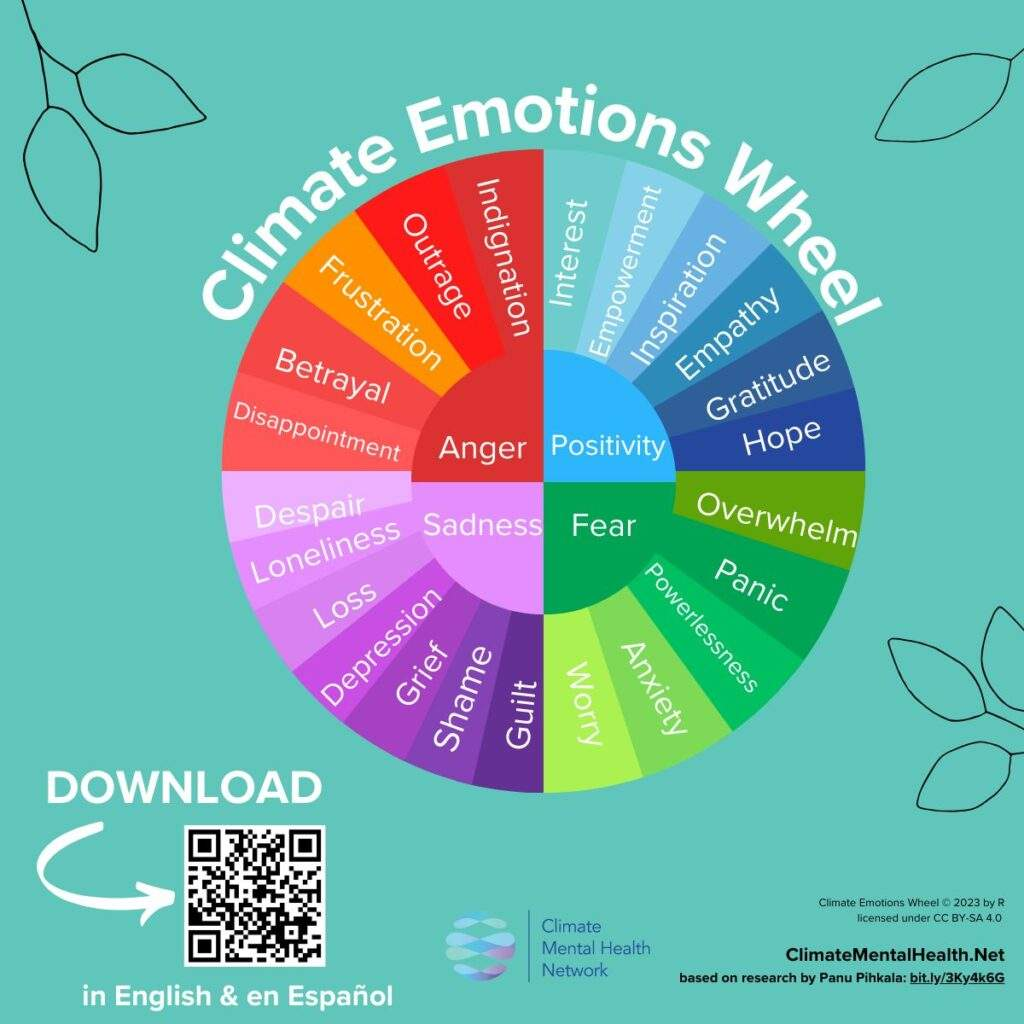 Climate Emotions Wheel
Indignation
Outrage
Frustration
Betrayal
Disappointment
Anger
Interest
Empowerment
Inspiration
Empathy
Gratitude
Hope
Positivity
Despair
Loneliness
Loss
Depression
Grief
Shame
Guilt
Sadness
Overwhelm
Panic
Powerlessness
Anxiety
Worry
Fear
DOWNLOAD
in English & en Español
Climate
Mental Health
Network
Climate Emotions Wheel © 2023 by R
licensed under CC BY-SA 4.0
ClimateMentalHealth.Net
based on research by Panu Pihkala: bit.ly/3Ky4k6G